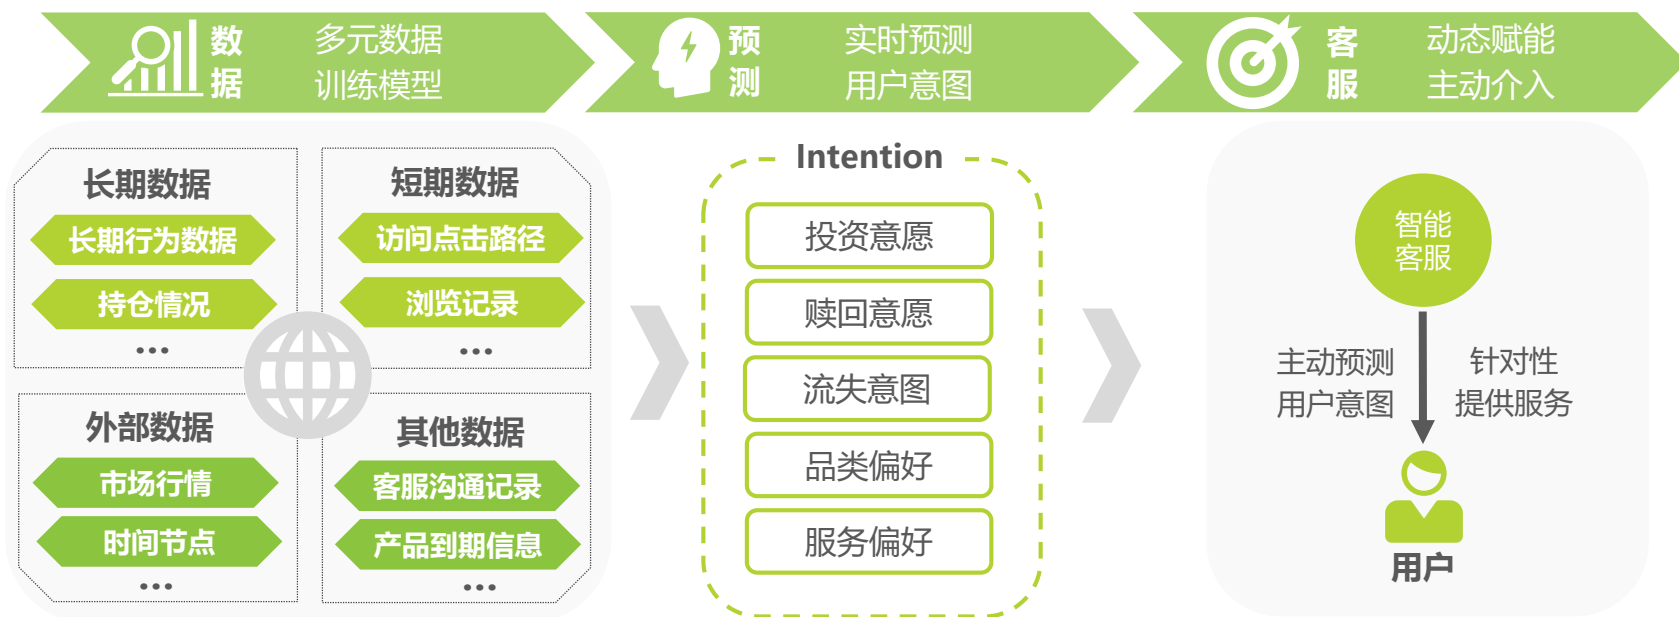 数据
多元数据
训练模型
预测
实时预测
用户意图
客服
动态赋能
主动介入
长期数据
长期行为数据
持仓情况
...
短期数据
访问点击路径
浏览记录
...
外部数据
市场行情
时间节点
...
其他数据
客服沟通记录
产品到期信息
...
Intention
投资意愿
赎回意愿
流失意图
品类偏好
服务偏好
智能
客服
主动预测
用户意图
针对性
提供服务
用户